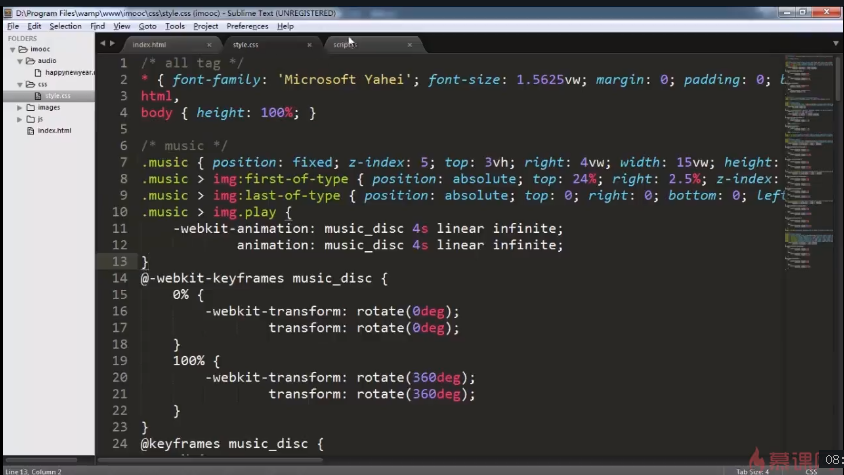 D:\Program Files\wamp\www\imooc\css\style.css (imooc) - Sublime Text (UNREGISTERED)
File Edit Selection Find View Goto Tools Project Preferences Help
FOLDERS
imooc
audio
happynewyear.
css
style.css
images
js
index.html
index.html style.css script
1 /* all tag */
2 * { font-family: 'Microsoft Yahei'; font-size: 1.5625vw; margin: 0; padding: 0; b
3 html,
4 body { height: 100%; }
5
6 /* music */
7 .music { position: fixed; z-index: 5; top: 3vh; right: 4vw; width: 15vw; height:
8 .music > img:first-of-type { position: absolute; top: 24%; right: 2.5%; z-index:
9 .music > img:last-of-type { position: absolute; top: 0; right: 0; bottom: 0; left
10 .music > img.play {
11 -webkit-animation: music_disc 4s linear infinite;
12 animation: music_disc 4s linear infinite;
13 }
14 @-webkit-keyframes music_disc {
15 0% {
16 -webkit-transform: rotate(0deg);
17 transform: rotate(0deg);
18 }
19 100% {
20 -webkit-transform: rotate(360deg);
21 transform: rotate(360deg);
22 }
23 }
24 @keyframes music_disc {
Line 13, Column 2 Tab Size: 4 CSS
慕课
08: